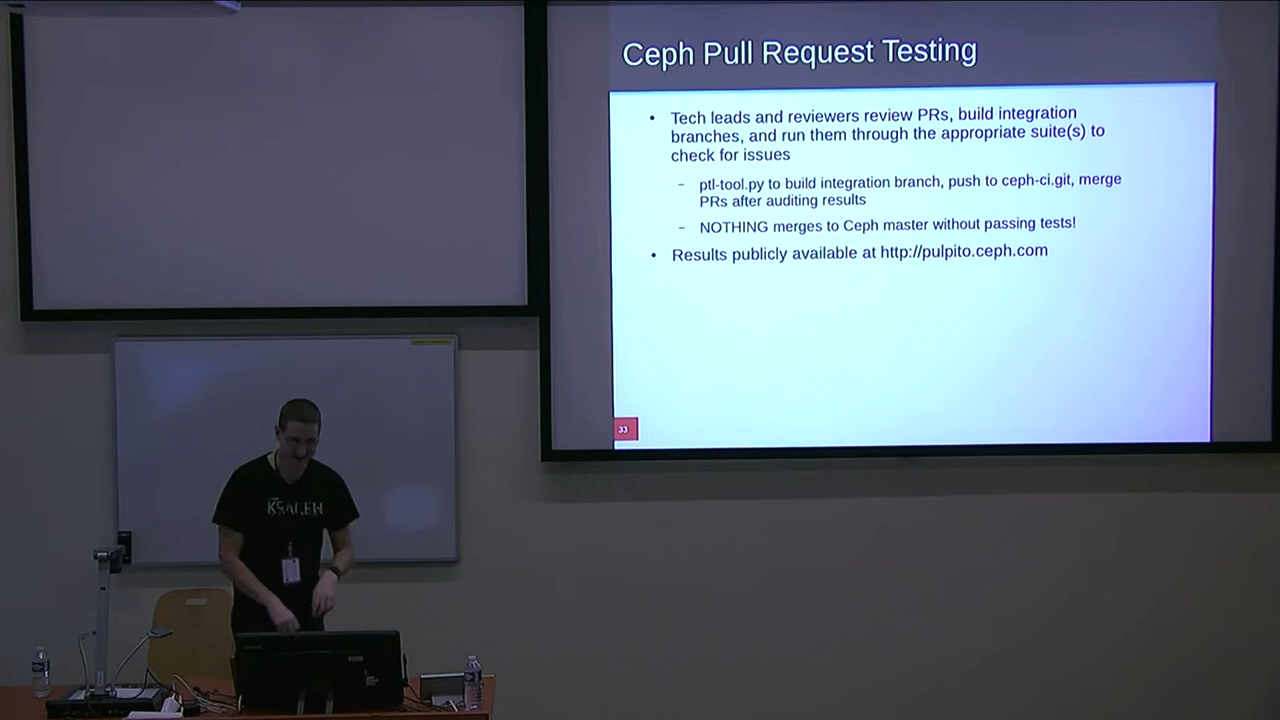 Ceph Pull Request Testing
• Tech leads and reviewers review PRs, build integration
branches, and run them through the appropriate suite(s) to
check for issues
– ptl-tool.py to build integration branch, push to ceph-ci.git, merge
PRs after auditing results
– NOTHING merges to Ceph master without passing tests!
• Results publicly available at http://pulpito.ceph.com
33
KRAKEN